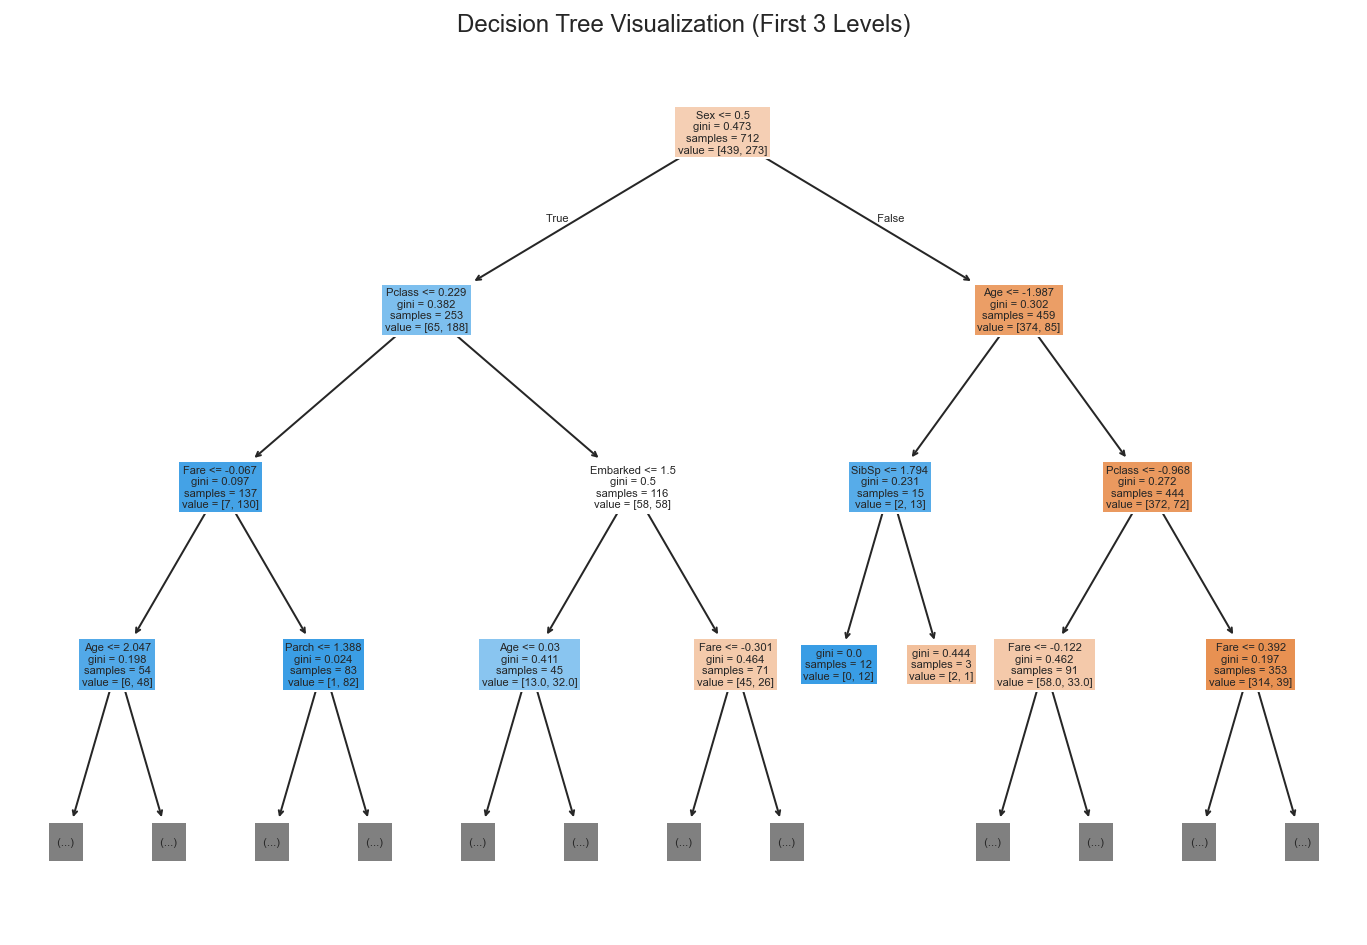 Decision Tree Visualization (First 3 Levels)
Sex <= 0.5
gini = 0.473
samples = 712
value = [439, 273]
True
False
Pclass <= 0.229
gini = 0.382
samples = 253
value = [65, 188]
Age <= -1.987
gini = 0.302
samples = 459
value = [374, 85]
Fare <= -0.067
gini = 0.097
samples = 137
value = [7, 130]
Embarked <= 1.5
gini = 0.5
samples = 116
value = [58, 58]
SibSp <= 1.794
gini = 0.231
samples = 15
value = [2, 13]
Pclass <= -0.968
gini = 0.272
samples = 444
value = [372, 72]
Age <= 2.047
gini = 0.198
samples = 54
value = [6, 48]
Parch <= 1.388
gini = 0.024
samples = 83
value = [1, 82]
Age <= 0.03
gini = 0.411
samples = 45
value = [13.0, 32.0]
Fare <= -0.301
gini = 0.464
samples = 71
value = [45, 26]
gini = 0.0
samples = 12
value = [0, 12]
gini = 0.444
samples = 3
value = [2, 1]
Fare <= -0.122
gini = 0.462
samples = 91
value = [58.0, 33.0]
Fare <= 0.392
gini = 0.197
samples = 353
value = [314, 39]
(...)
(...)
(...)
(...)
(...)
(...)
(...)
(...)
(...)
(...)
(...)
(...)